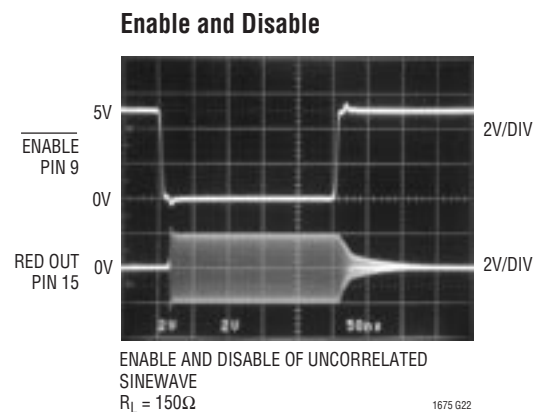 Enable and Disable
5V
ENABLE
PIN 9
2V/DIV
0V
RED OUT
PIN 15
0V
2V/DIV
2V 2V 50ns
ENABLE AND DISABLE OF UNCORRELATED
SINEWAVE
RL = 150Ω
1675 G22